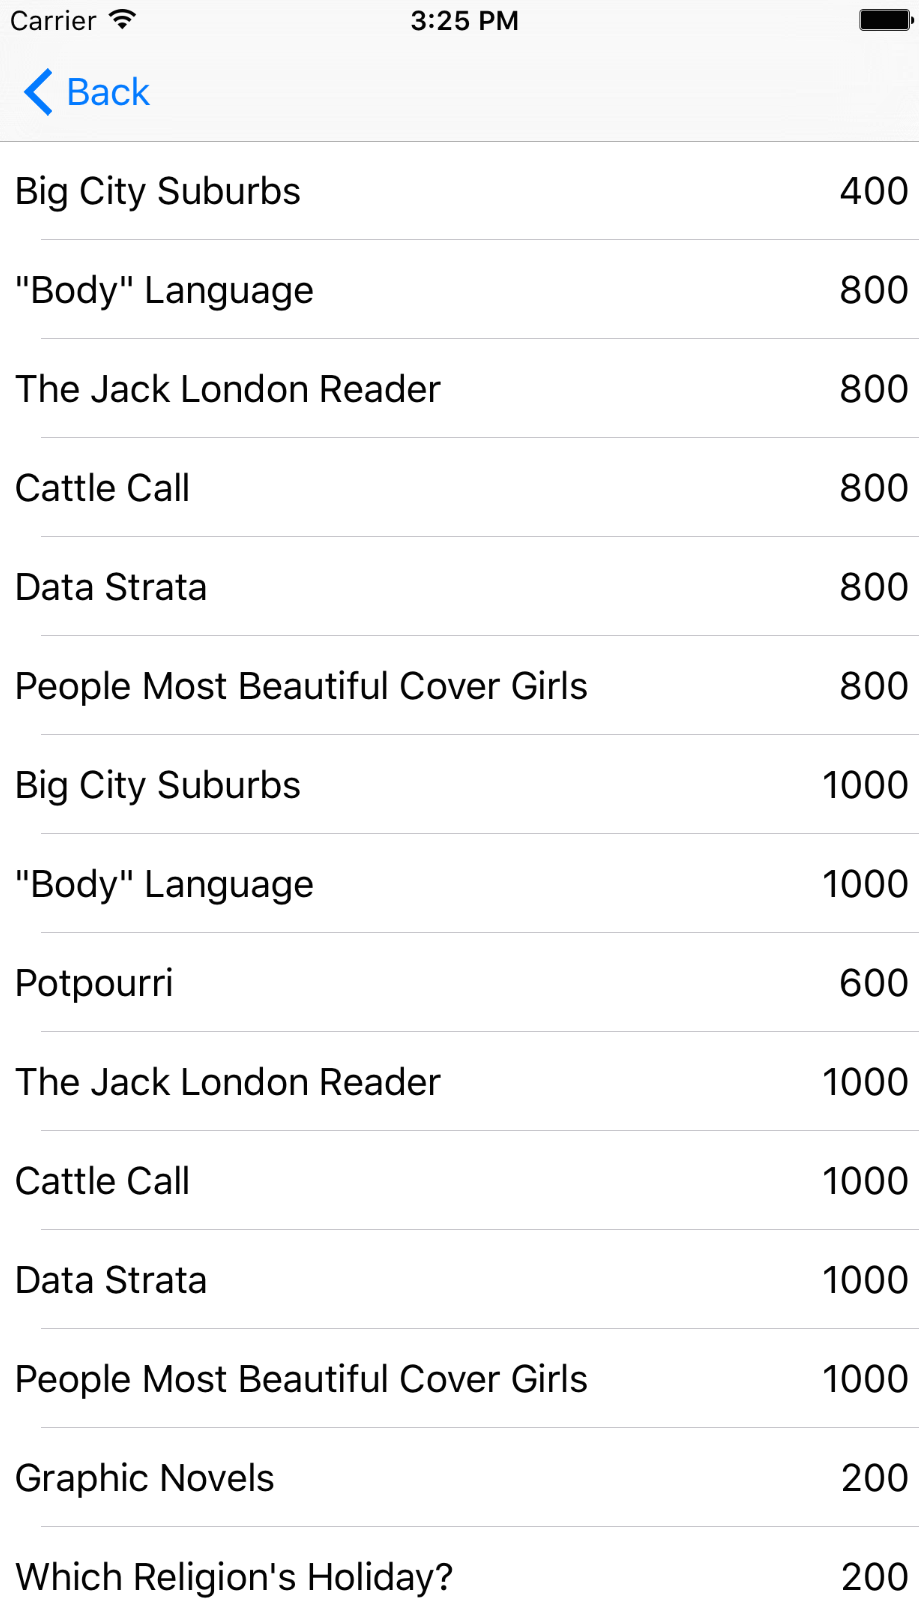 Carrier 3:25 PM
Back
Big City Suburbs 400
"Body" Language 800
The Jack London Reader 800
Cattle Call 800
Data Strata 800
People Most Beautiful Cover Girls 800
Big City Suburbs 1000
"Body" Language 1000
Potpourri 600
The Jack London Reader 1000
Cattle Call 1000
Data Strata 1000
People Most Beautiful Cover Girls 1000
Graphic Novels 200
Which Religion's Holiday? 200